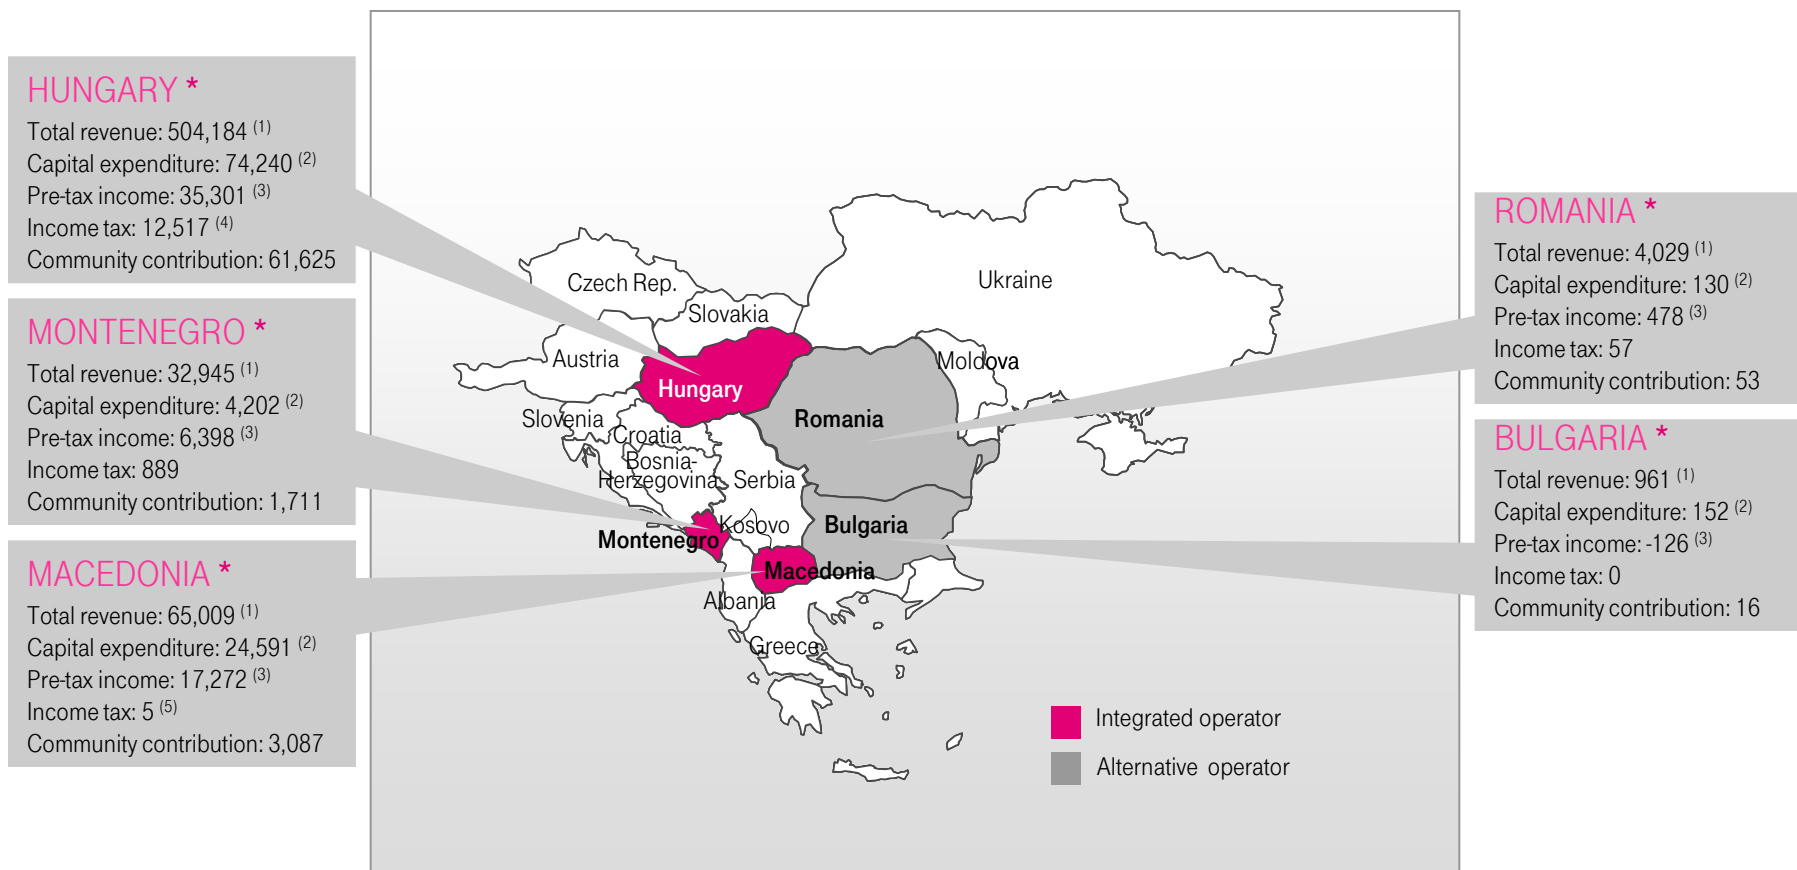 HUNGARY *
Total revenue: 504,184 (1)
Capital expenditure: 74,240 (2)
Pre-tax income: 35,301 (3)
Income tax: 12,517 (4)
Community contribution: 61,625
MONTENEGRO *
Total revenue: 32,945 (1)
Capital expenditure: 4,202 (2)
Pre-tax income: 6,398 (3)
Income tax: 889
Community contribution: 1,711
MACEDONIA *
Total revenue: 65,009 (1)
Capital expenditure: 24,591 (2)
Pre-tax income: 17,272 (3)
Income tax: 5 (5)
Community contribution: 3,087
Czech Rep.
Ukraine
Slovakia
Austria
Moldova
Hungary
Slovenia
Romania
Croatia
Bosnia-
Herzegovina
Serbia
Kosovo
Bulgaria
Montenegro
Macedonia
Albania
Greece
Integrated operator
Alternative operator
ROMANIA *
Total revenue: 4,029 (1)
Capital expenditure: 130 (2)
Pre-tax income: 478 (3)
Income tax: 57
Community contribution: 53
BULGARIA *
Total revenue: 961 (1)
Capital expenditure: 152 (2)
Pre-tax income: -126 (3)
Income tax: 0
Community contribution: 16